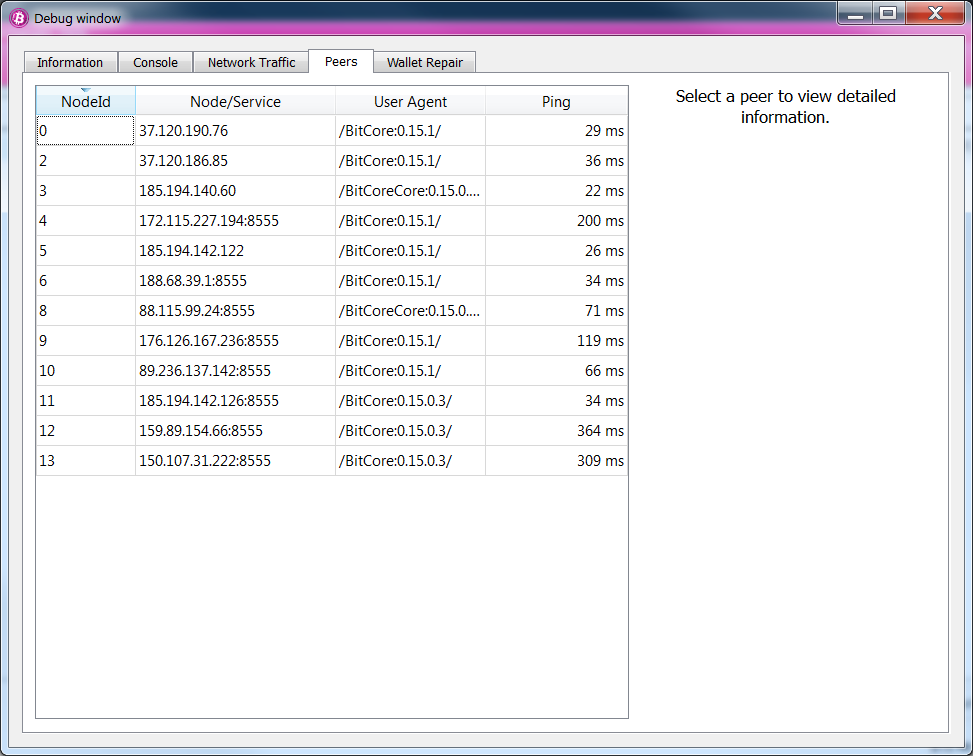 Debug window
Information Console Network Traffic Peers Wallet Repair
NodeId Node/Service User Agent Ping
0 37.120.190.76 /BitCore:0.15.1/ 29 ms
2 37.120.186.85 /BitCore:0.15.1/ 36 ms
3 185.194.140.60 /BitCoreCore:0.15.0.... 22 ms
4 172.115.227.194:8555 /BitCore:0.15.1/ 200 ms
5 185.194.142.122 /BitCore:0.15.1/ 26 ms
6 188.68.39.1:8555 /BitCore:0.15.1/ 34 ms
8 88.115.99.24:8555 /BitCoreCore:0.15.0.... 71 ms
9 176.126.167.236:8555 /BitCore:0.15.1/ 119 ms
10 89.236.137.142:8555 /BitCore:0.15.1/ 66 ms
11 185.194.142.126:8555 /BitCore:0.15.0.3/ 34 ms
12 159.89.154.66:8555 /BitCore:0.15.0.3/ 364 ms
13 150.107.31.222:8555 /BitCore:0.15.0.3/ 309 ms
Select a peer to view detailed
information.